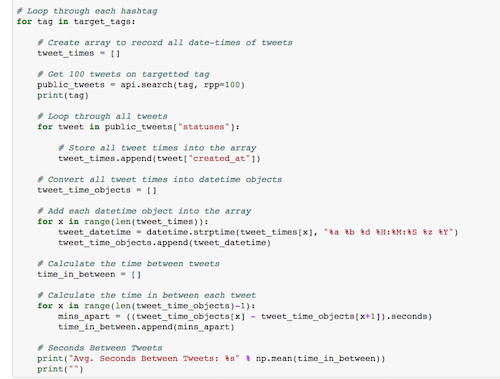 # Loop through each hashtag
for tag in target_tags:
# Create array to record all date-times of tweets
tweet_times = []
# Get 100 tweets on targetted tag
public_tweets = api.search(tag, rpp=100)
print(tag)
# Loop through all tweets
for tweet in public_tweets["statuses"]:
# Store all tweet times into the array
tweet_times.append(tweet["created_at"])
# Convert all tweet times into datetime objects
tweet_time_objects = []
# Add each datetime object into the array
for x in range(len(tweet_times)):
tweet_datetime = datetime.strptime(tweet_times[x], "%a %b %d %H:%M:%S %z %Y")
tweet_time_objects.append(tweet_datetime)
# Calculate the time between tweets
time_in_between = []
# Calculate the time in between each tweet
for x in range(len(tweet_time_objects)-1):
mins_apart = ((tweet_time_objects[x] - tweet_time_objects[x+1]).seconds)
time_in_between.append(mins_apart)
# Seconds Between Tweets
print("Avg. Seconds Between Tweets: %s" % np.mean(time_in_between))
print("")